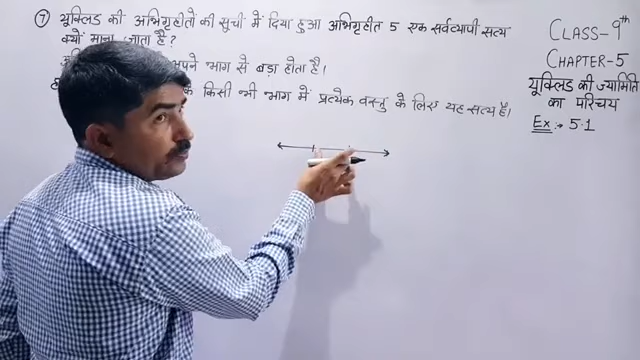 ⑦ यूक्लिड की अभिगृहीतों की सूची में दिया हुआ अभिगृहीत 5 एक सर्वव्यापी सत्य
क्यों माना जाता है?
अपने भाग से बड़ा होता है।
के किसी भी भाग में प्रत्येक वस्तु के लिए यह सत्य है।
CLASS-9th
CHAPTER-5
यूक्लिड की ज्यामिति
का परिचय
Ex:- 5.1